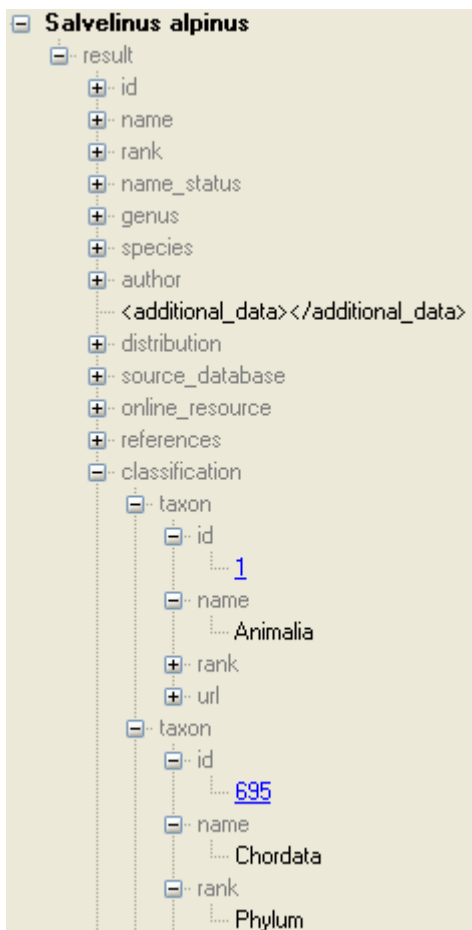 Salvelinus alpinus
result
id
name
rank
name_status
genus
species
author
<additional_data></additional_data>
distribution
source_database
online_resource
references
classification
taxon
id
1
name
Animalia
rank
url
taxon
id
695
name
Chordata
rank
Phylum